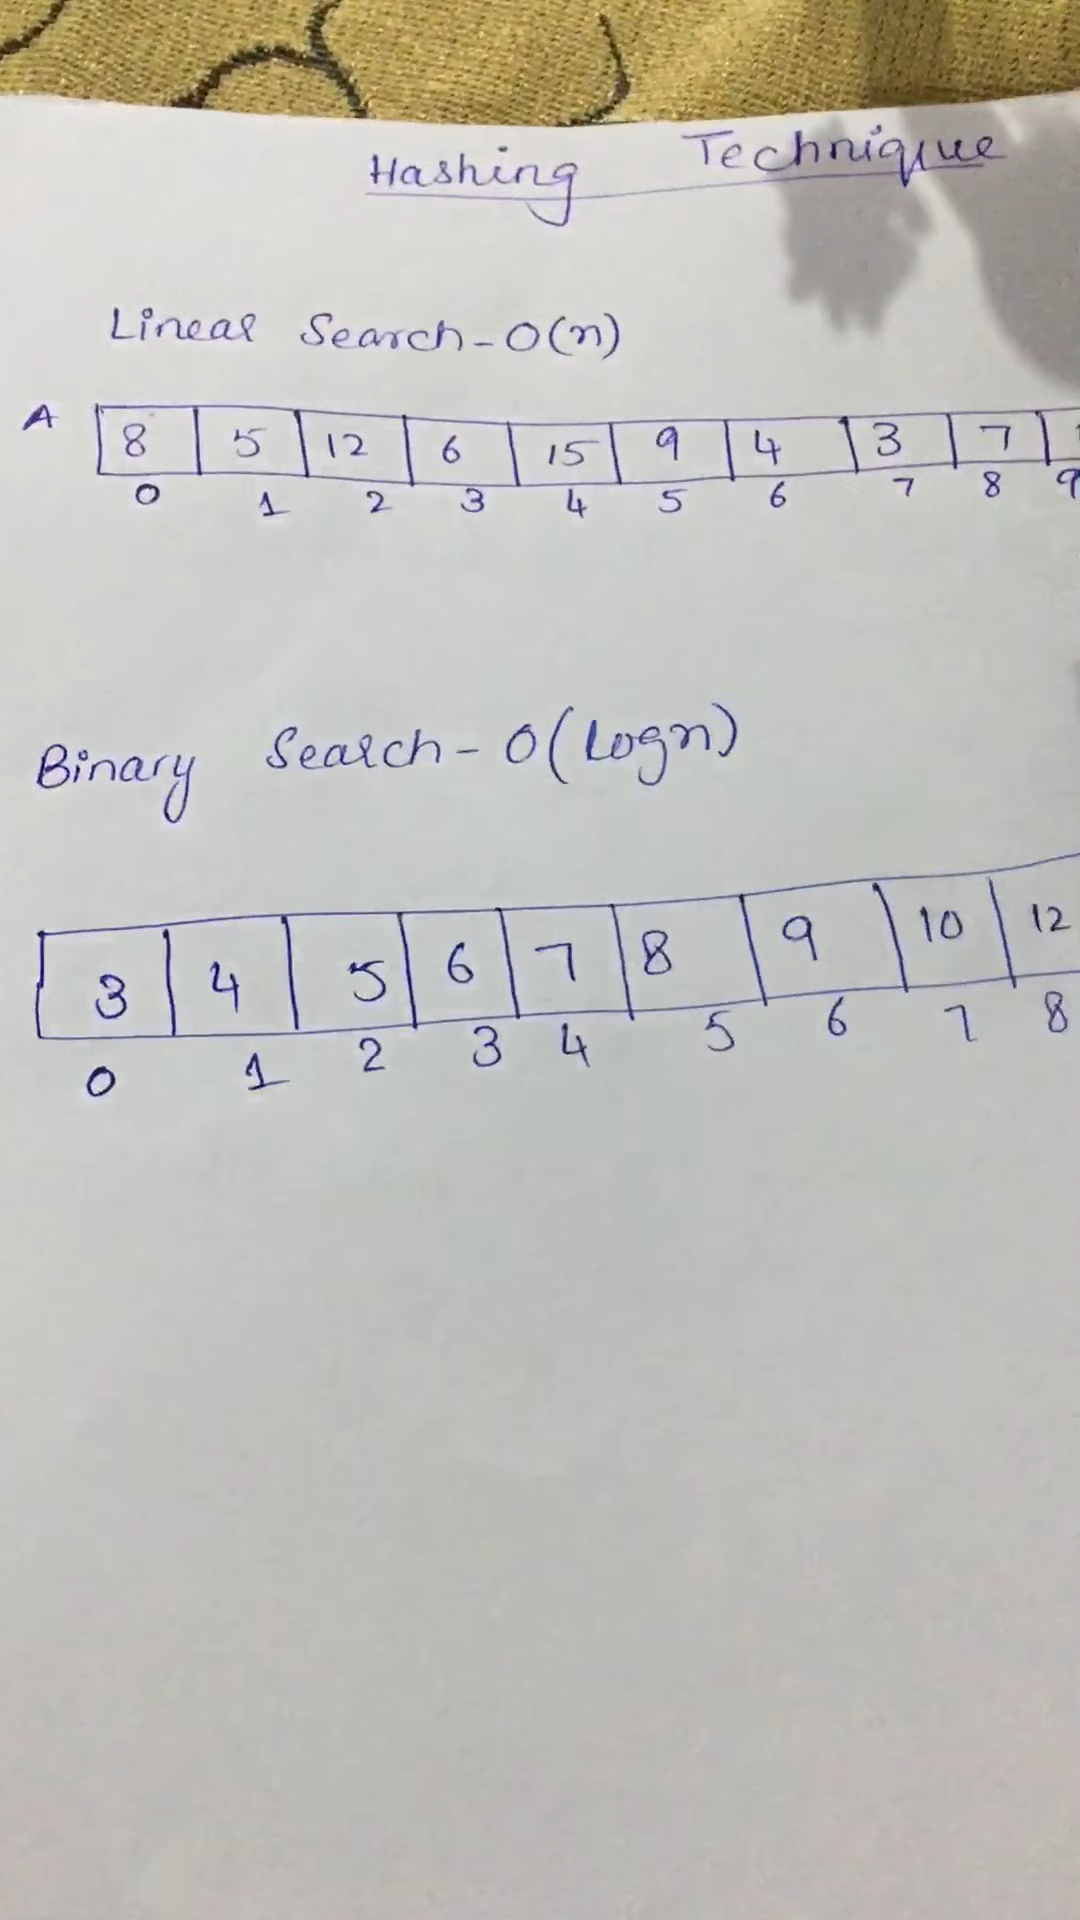 Hashing Technique
Linear Search - O(n)
A 8 5 12 6 15 9 4 3 7
0 1 2 3 4 5 6 7 8 9
Binary Search - O(logn)
3 4 5 6 7 8 9 10 12
0 1 2 3 4 5 6 7 8